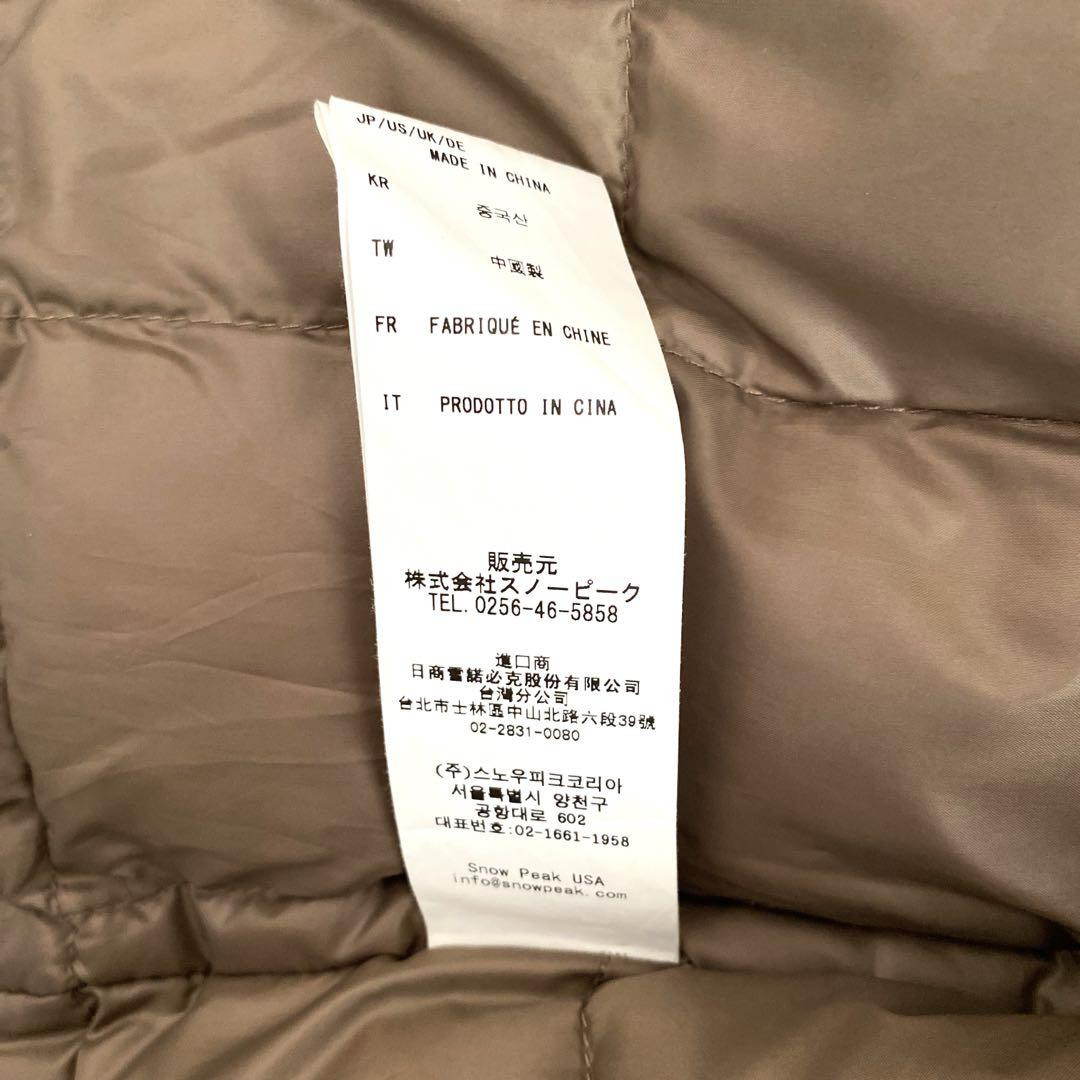 JP/US/UK/DE
MADE IN CHINA
KR
중국산
TW
中國製
FR FABRIQUÉ EN CHINE
IT PRODOTTO IN CINA
販売元
株式会社スノーピーク
TEL. 0256-46-5858
進口商
日商雪諾必克股份有限公司
台灣分公司
台北市士林區中山北路六段39號
02-2831-0080
(주)스노우피크코리아
서울특별시 양천구
공항대로 602
대표번호:02-1661-1958
Snow Peak USA
info@snowpeak.com